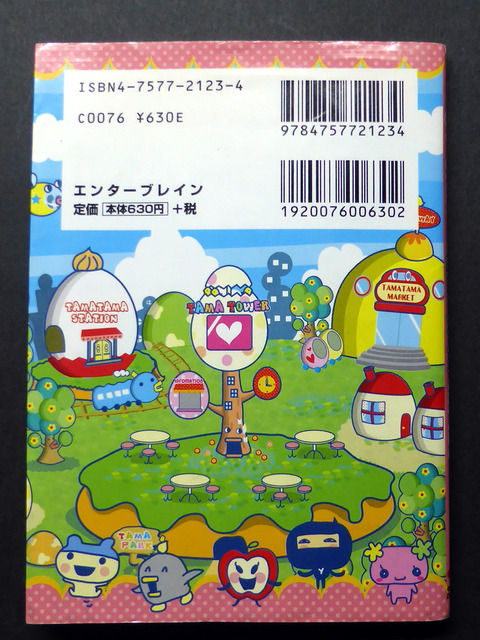 ISBN4-7577-2123-4
C0076 ¥630E
9784757721234
エンターブレイン
定価 本体630円 +税
1920076006302
TAMATAMA
STATION
TAMA TOWER
TAMATAMA
MARKET
INFORMATION
TAMA
PARK